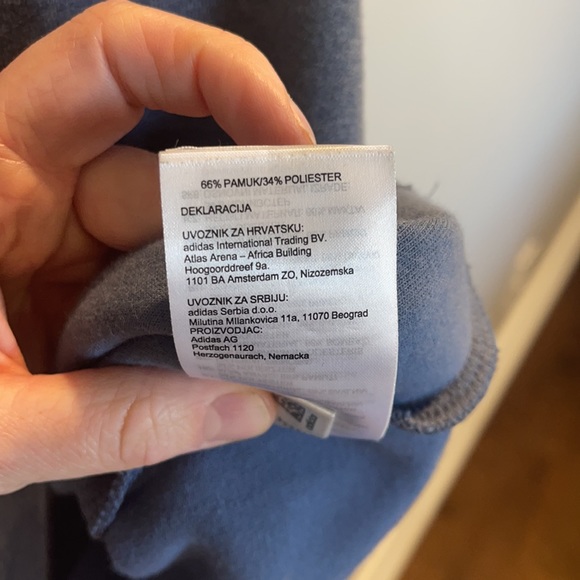 66% PAMUK/34% POLIESTER
DEKLARACIJA
UVOZNIK ZA HRVATSKU:
adidas International Trading BV.
Atlas Arena – Africa Building
Hoogoorddreef 9a.
1101 BA Amsterdam ZO, Nizozemska
UVOZNIK ZA SRBIJU:
adidas Serbia d.o.o.
Milutina Milankovica 11a, 11070 Beograd
PROIZVODJAC:
Adidas AG
Postfach 1120
Herzogenaurach, Nemacka